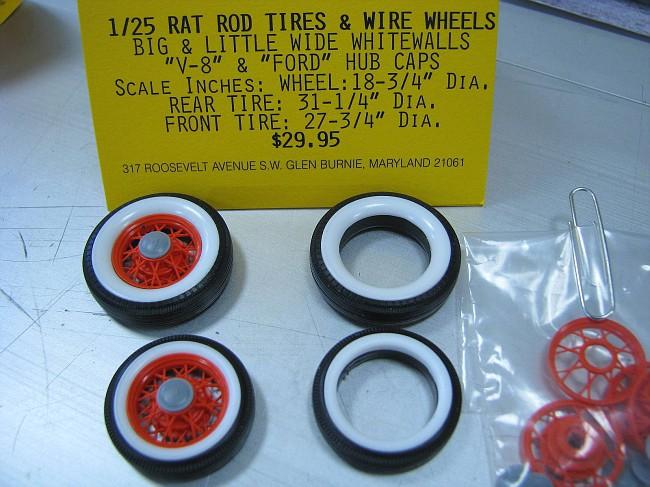 1/25 RAT ROD TIRES & WIRE WHEELS
BIG & LITTLE WIDE WHITEWALLS
"V-8" & "FORD" HUB CAPS
SCALE INCHES: WHEEL:18-3/4" DIA.
REAR TIRE: 31-1/4" DIA.
FRONT TIRE: 27-3/4" DIA.
$29.95
317 ROOSEVELT AVENUE S.W. GLEN BURNIE, MARYLAND 21061